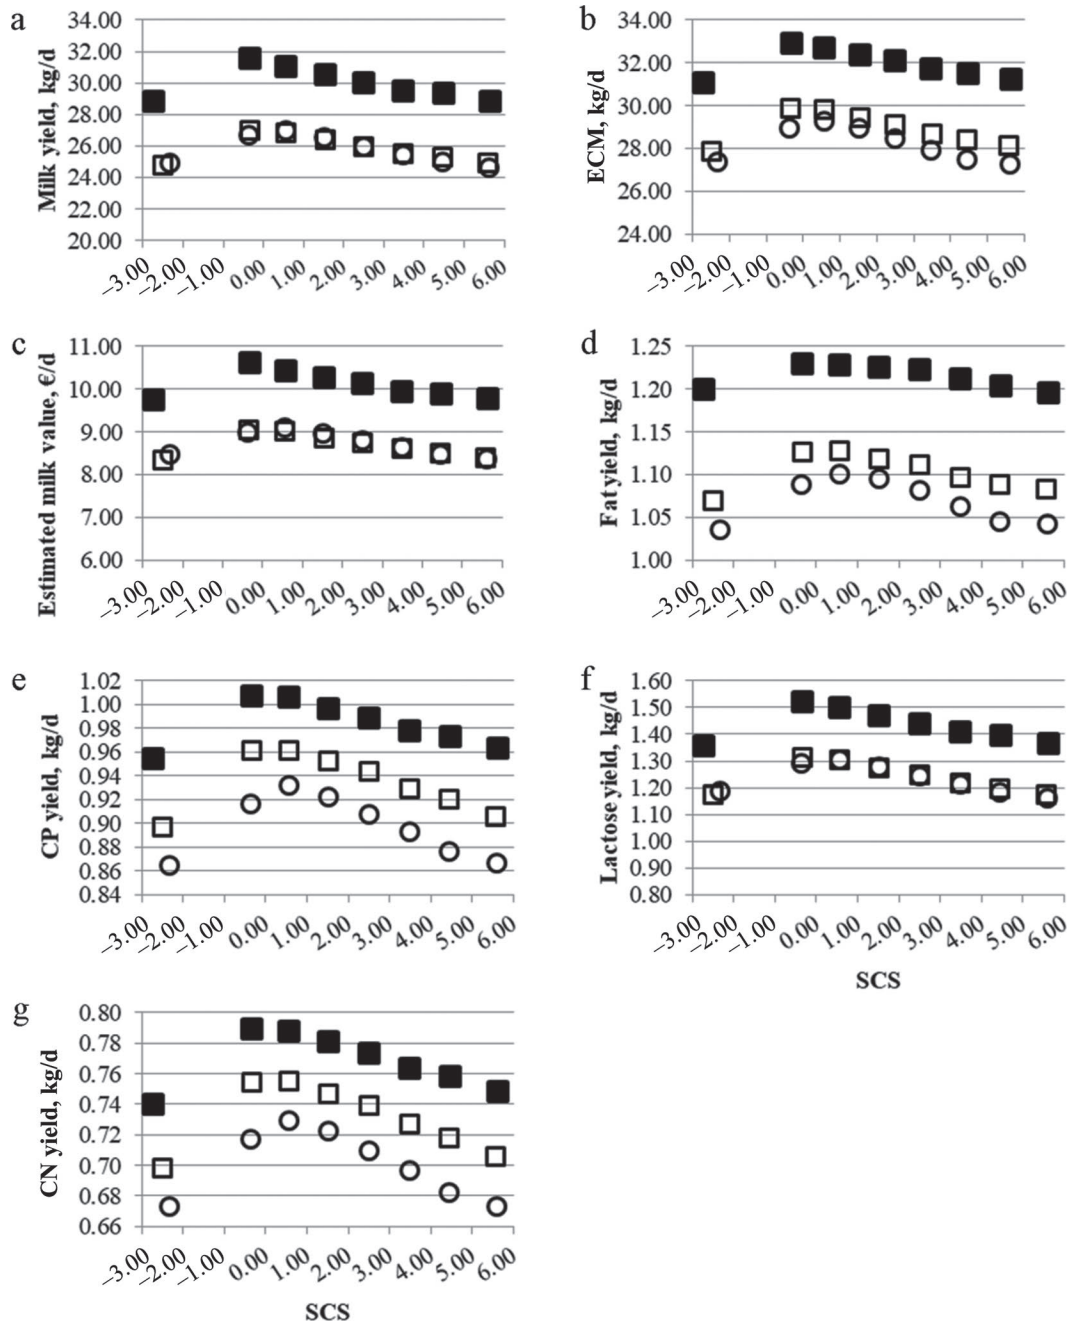 a
Milk yield, kg/d
34.00
32.00
30.00
28.00
26.00
24.00
22.00
20.00
–3.00 –2.00 –1.00 0.00 1.00 2.00 3.00 4.00 5.00 6.00
b
ECM, kg/d
34.00
32.00
30.00
28.00
26.00
24.00
–3.00 –2.00 –1.00 0.00 1.00 2.00 3.00 4.00 5.00 6.00
c
Estimated milk value, €/d
11.00
10.00
9.00
8.00
7.00
6.00
–3.00 –2.00 –1.00 0.00 1.00 2.00 3.00 4.00 5.00 6.00
d
Fat yield, kg/d
1.25
1.20
1.15
1.10
1.05
1.00
–3.00 –2.00 –1.00 0.00 1.00 2.00 3.00 4.00 5.00 6.00
e
CP yield, kg/d
1.02
1.00
0.98
0.96
0.94
0.92
0.90
0.88
0.86
0.84
–3.00 –2.00 –1.00 0.00 1.00 2.00 3.00 4.00 5.00 6.00
f
Lactose yield, kg/d
1.60
1.50
1.40
1.30
1.20
1.10
1.00
0.90
0.80
–3.00 –2.00 –1.00 0.00 1.00 2.00 3.00 4.00 5.00 6.00
SCS
g
CN yield, kg/d
0.80
0.78
0.76
0.74
0.72
0.70
0.68
0.66
–3.00 –2.00 –1.00 0.00 1.00 2.00 3.00 4.00 5.00 6.00
SCS